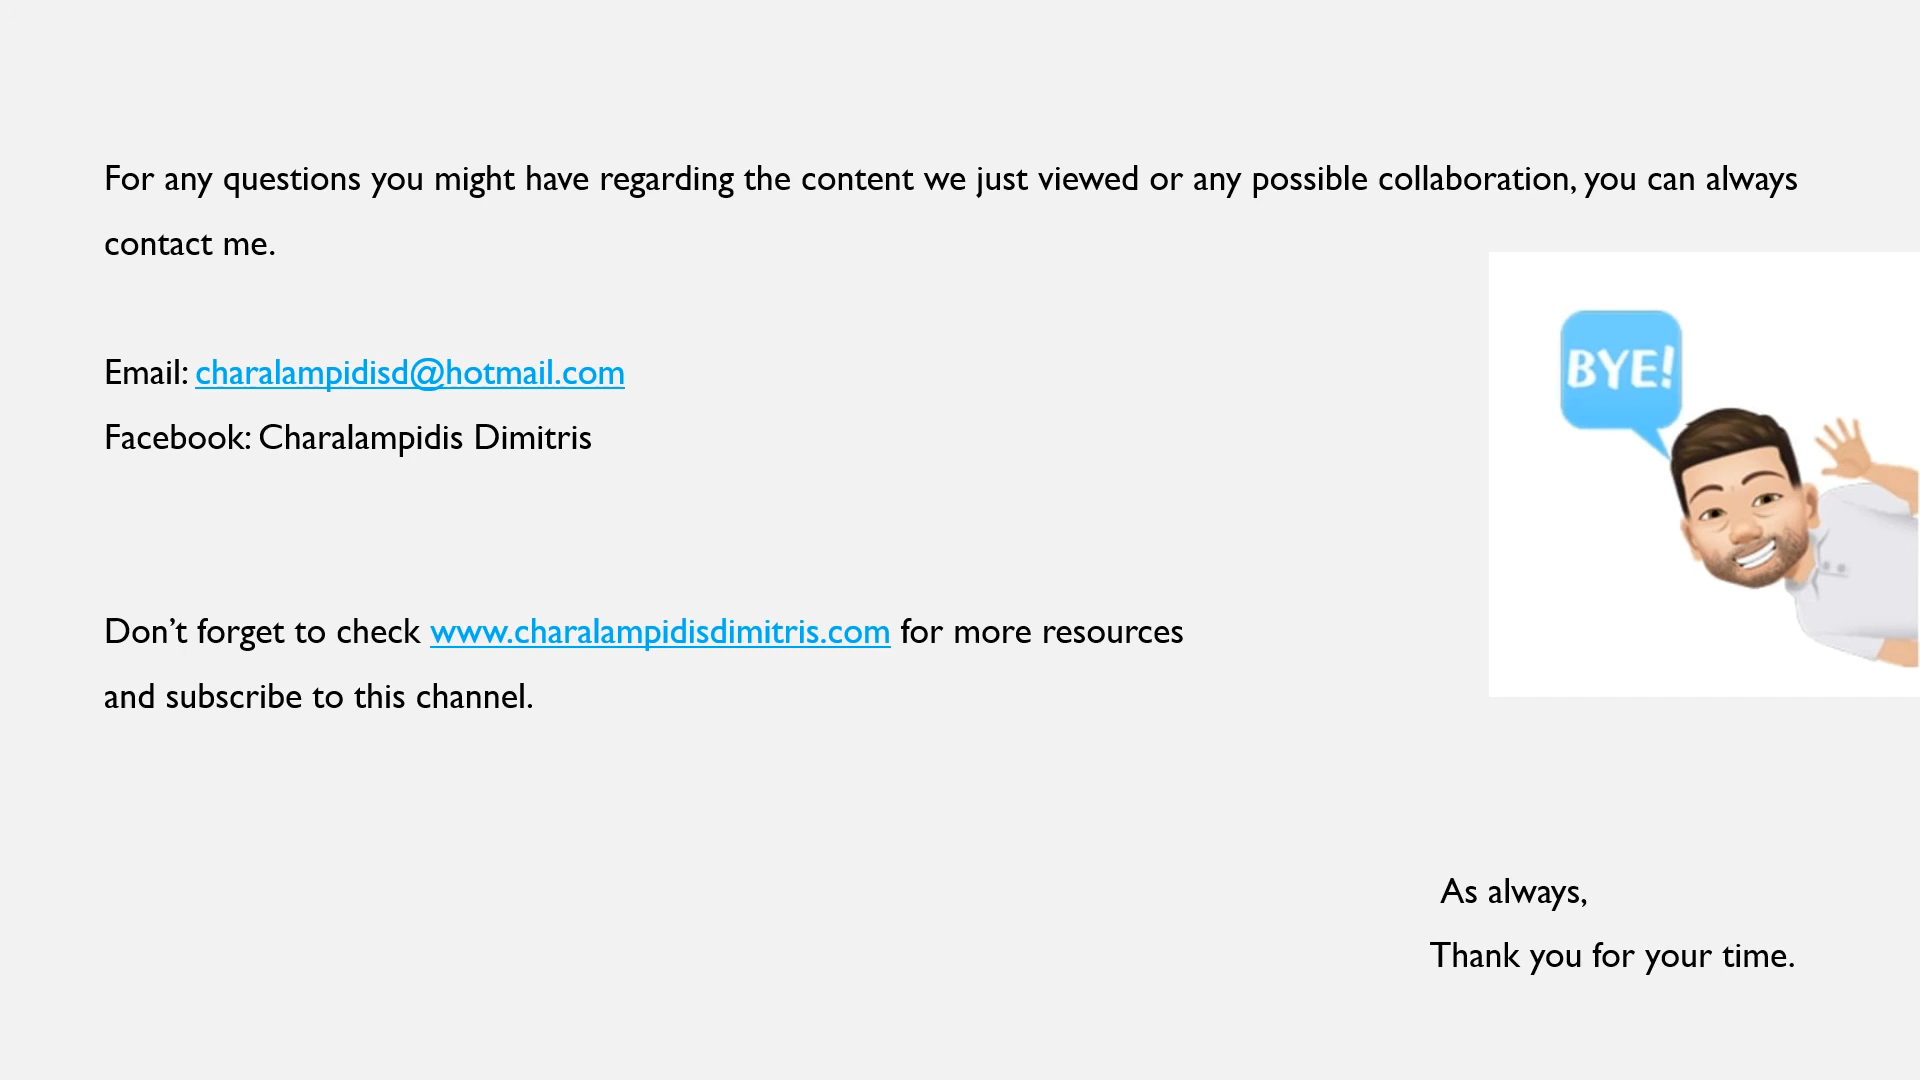 For any questions you might have regarding the content we just viewed or any possible collaboration, you can always
contact me.
BYE!
Email: charalampidisd@hotmail.com
Facebook: Charalampidis Dimitris
Don’t forget to check www.charalampidisdimitris.com for more resources
and subscribe to this channel.
As always,
Thank you for your time.